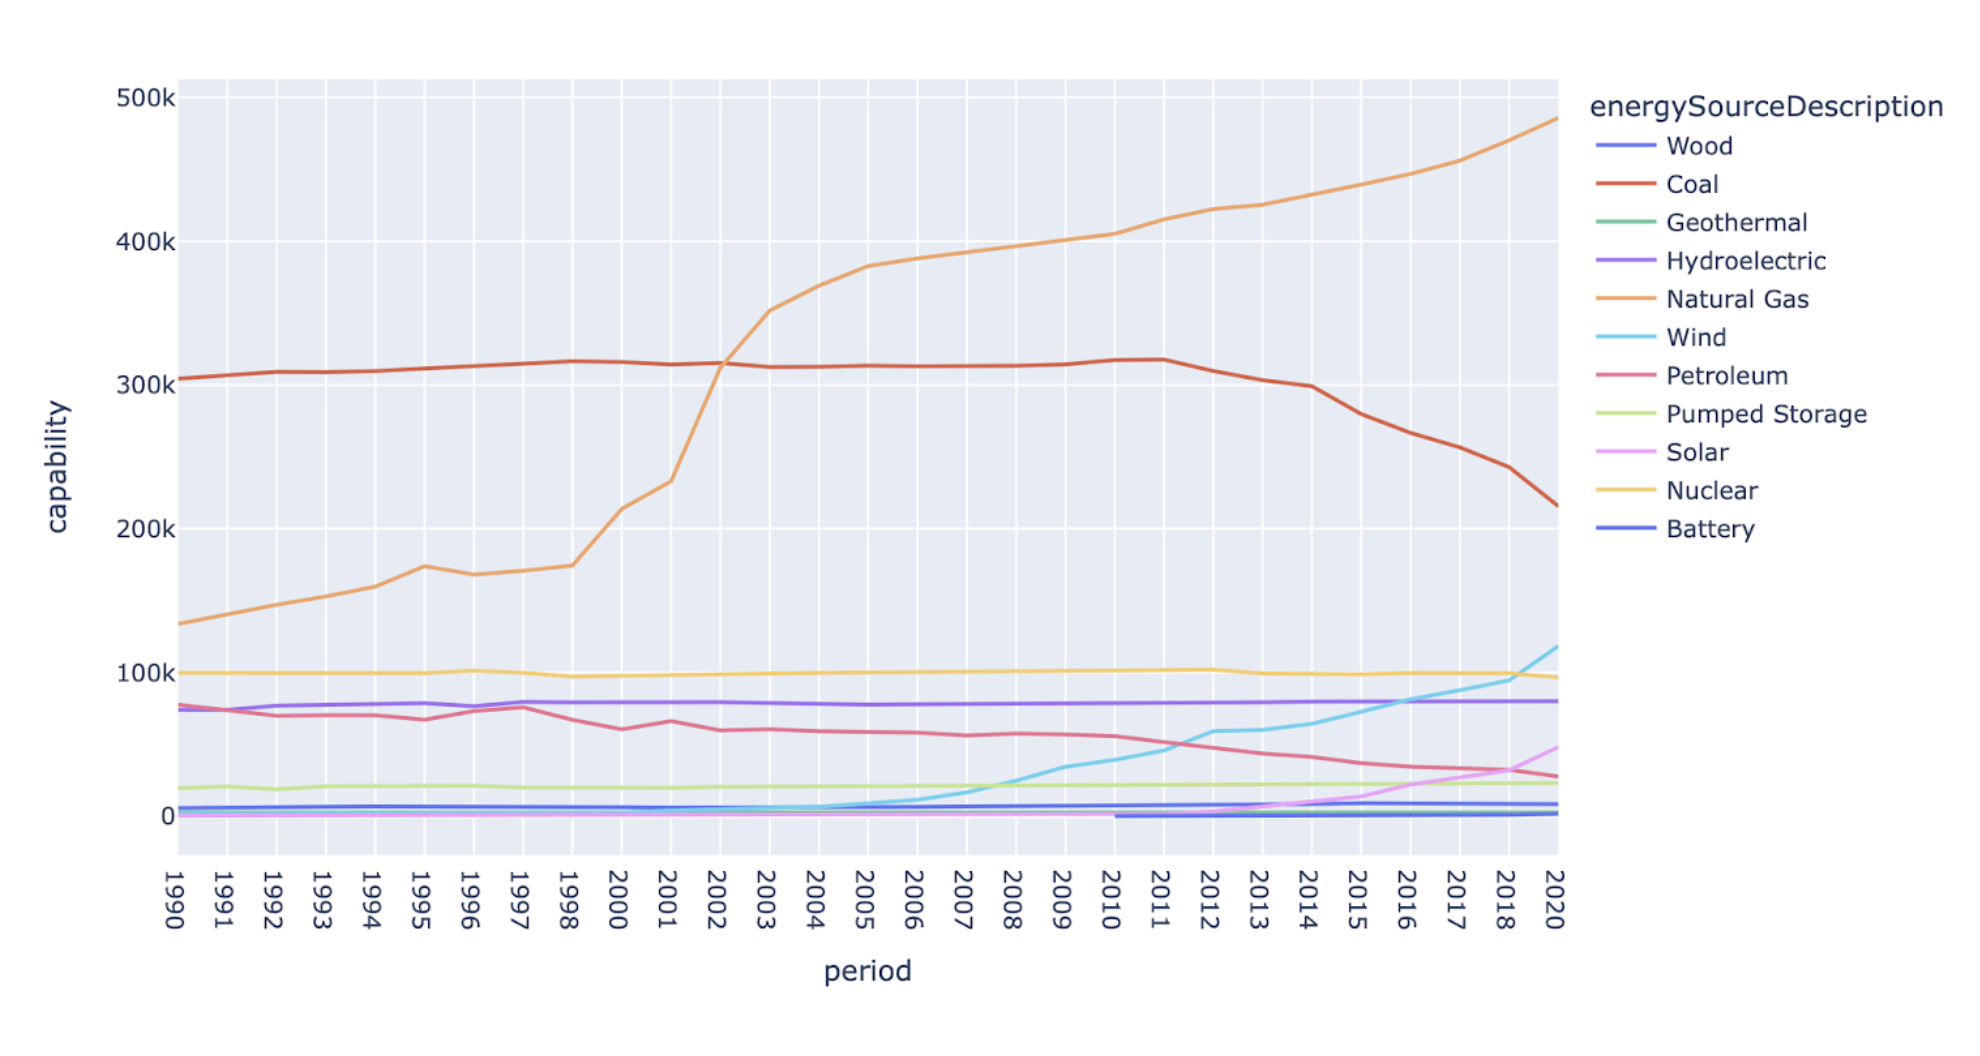 500k
400k
300k
200k
100k
0
capability
1990
1991
1992
1993
1994
1995
1996
1997
1998
2000
2001
2002
2003
2004
2005
2006
2007
2008
2009
2010
2011
2012
2013
2014
2015
2016
2017
2018
2020
period
energySourceDescription
Wood
Coal
Geothermal
Hydroelectric
Natural Gas
Wind
Petroleum
Pumped Storage
Solar
Nuclear
Battery